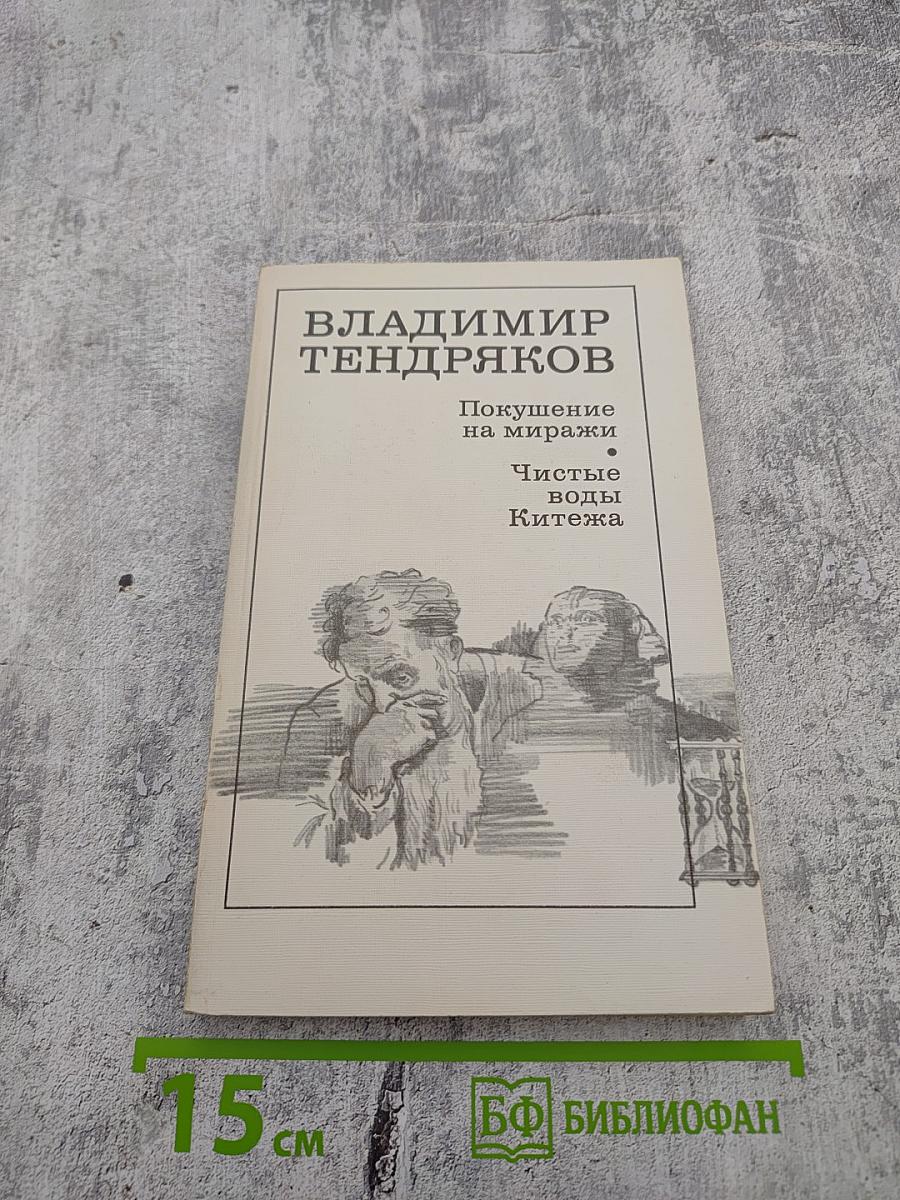 ВЛАДИМИР
ТЕНДРЯКОВ
Покушение
на миражи
•
Чистые
воды
Китежа
15 см
БФ БИБЛИОФАН